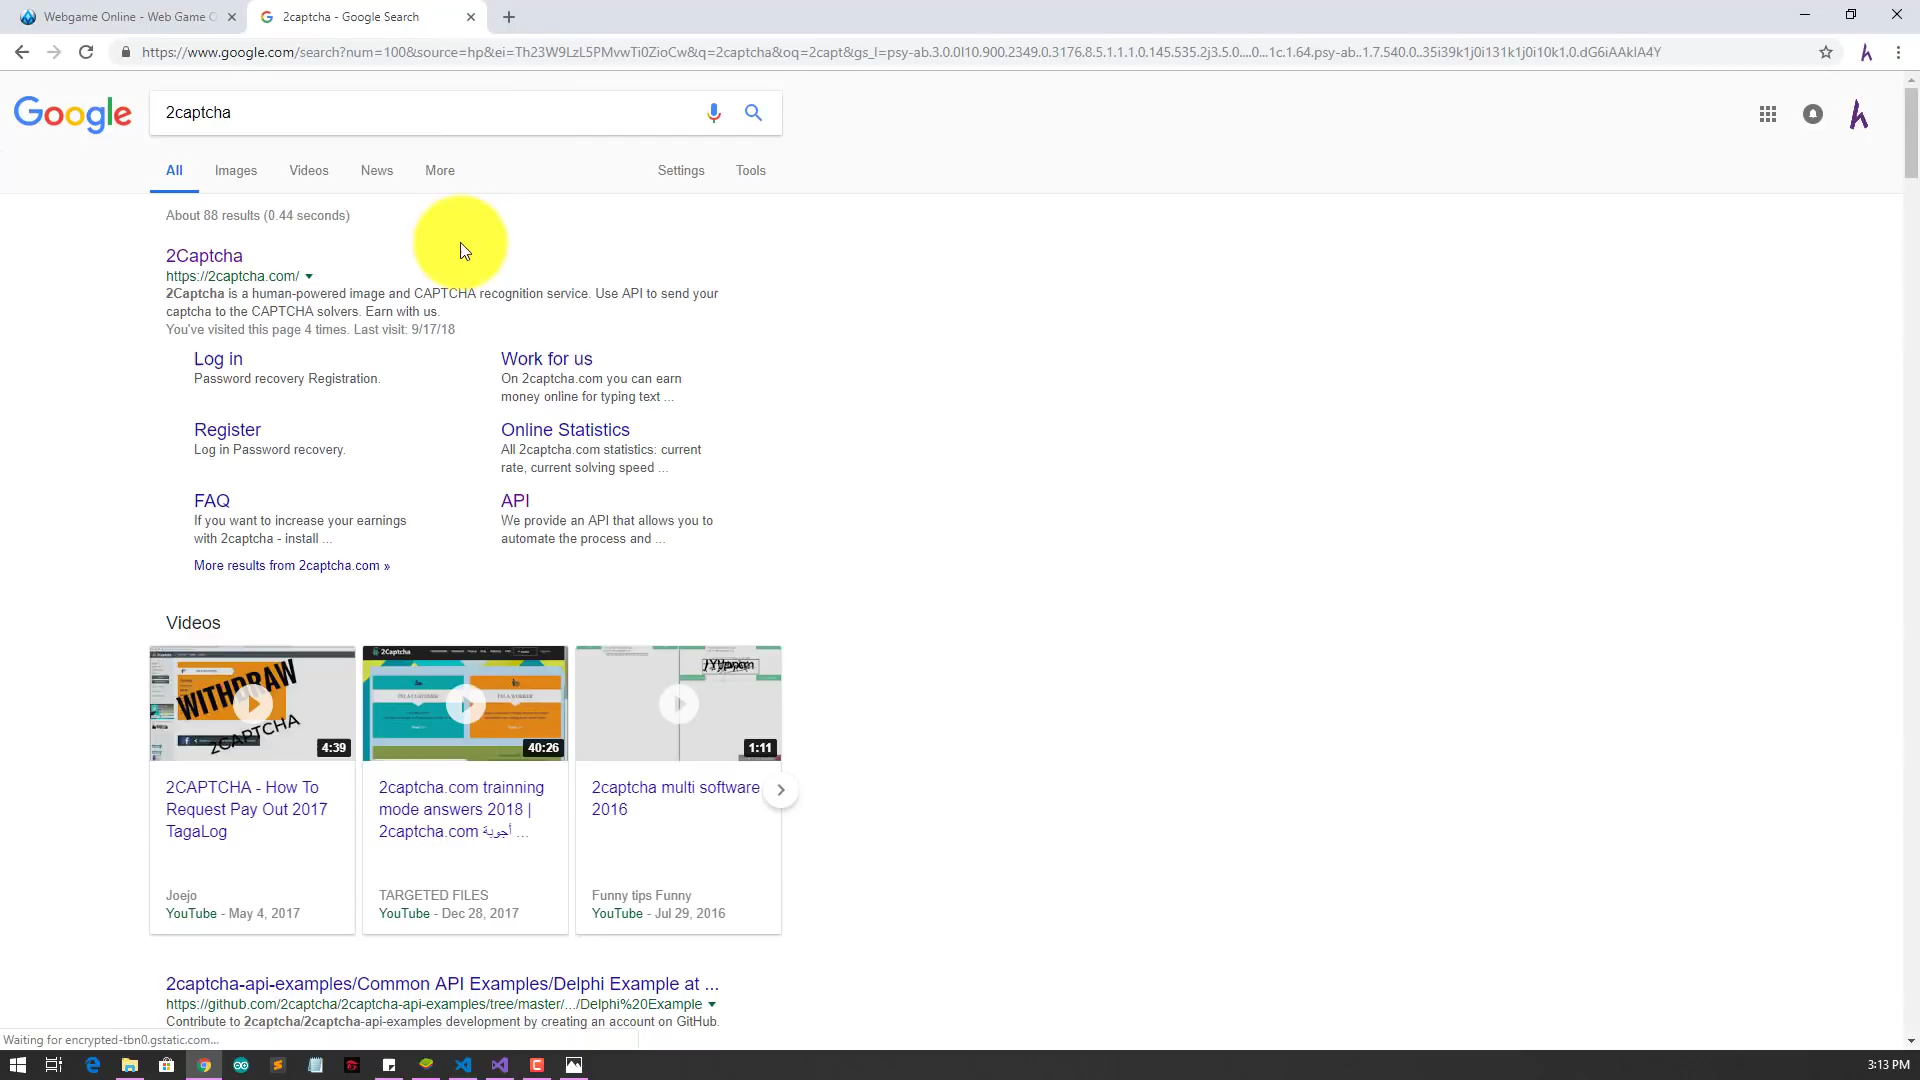 Webgame Online - Web Game O
2captcha - Google Search
https://www.google.com/search?num=100&source=hp&ei=Th23W9LzL5PMvwTi0ZioCw&q=2captcha&oq=2capt&gs_l=psy-ab.3.0.0l10.900.2349.0.3176.8.5.1.1.1.0.145.535.2j3.5.0....0...1c.1.64.psy-ab..1.7.540.0..35i39k1j0i131k1j0i10k1.0.dG6iAAkIA4Y
Google
2captcha
All Images Videos News More Settings Tools
About 88 results (0.44 seconds)
2Captcha
https://2captcha.com/
2Captcha is a human-powered image and CAPTCHA recognition service. Use API to send your
captcha to the CAPTCHA solvers. Earn with us.
You've visited this page 4 times. Last visit: 9/17/18
Log in
Password recovery Registration.
Work for us
On 2captcha.com you can earn
money online for typing text ...
Register
Log in Password recovery.
Online Statistics
All 2captcha.com statistics: current
rate, current solving speed ...
FAQ
If you want to increase your earnings
with 2captcha - install ...
API
We provide an API that allows you to
automate the process and ...
More results from 2captcha.com »
Videos
WITHDRAW
2CAPTCHA
4:39
2Captcha
40:26
1:11
2CAPTCHA - How To
Request Pay Out 2017
TagaLog
Joejo
YouTube - May 4, 2017
2captcha.com trainning
mode answers 2018 |
2captcha.com أجوبة ...
TARGETED FILES
YouTube - Dec 28, 2017
2captcha multi software
2016
Funny tips Funny
YouTube - Jul 29, 2016
2captcha-api-examples/Common API Examples/Delphi Example at ...
https://github.com/2captcha/2captcha-api-examples/tree/master/.../Delphi%20Example
Contribute to 2captcha/2captcha-api-examples development by creating an account on GitHub.
Waiting for encrypted-tbn0.gstatic.com...
3:13 PM